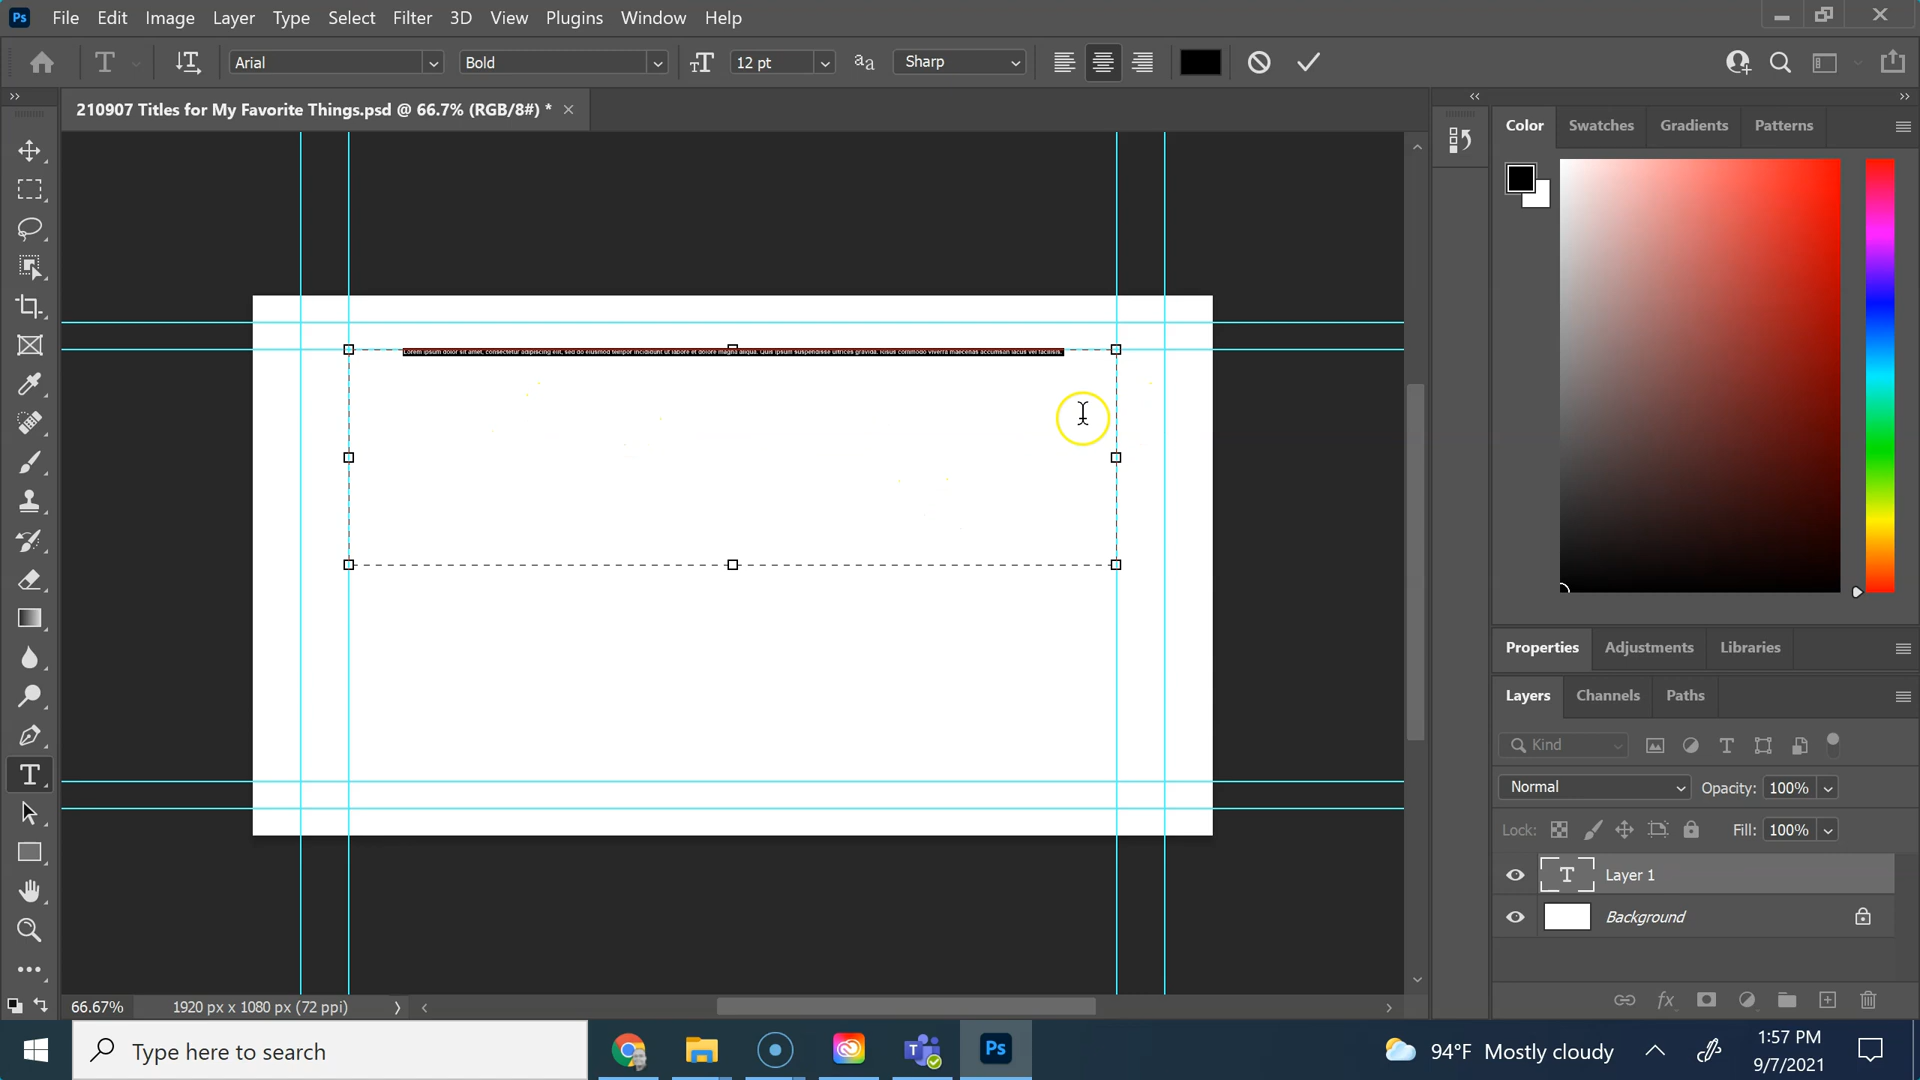 File Edit Image Layer Type Select Filter 3D View Plugins Window Help
Arial Bold 12 pt Sharp
210907 Titles for My Favorite Things.psd @ 66.7% (RGB/8#) *
Color Swatches Gradients Patterns
Lorem ipsum dolor sit amet, consectetur adipiscing elit, sed do eiusmod tempor incididunt ut labore et dolore magna aliqua. Quis ipsum suspendisse ultrices gravida. Risus commodo viverra maecenas accumsan lacus vel facilisis.
Properties Adjustments Libraries
Layers Channels Paths
Kind
Normal Opacity: 100%
Lock: Fill: 100%
T Layer 1
Background
66.67% 1920 px x 1080 px (72 ppi)
Type here to search
Ps
94°F Mostly cloudy
1:57 PM
9/7/2021